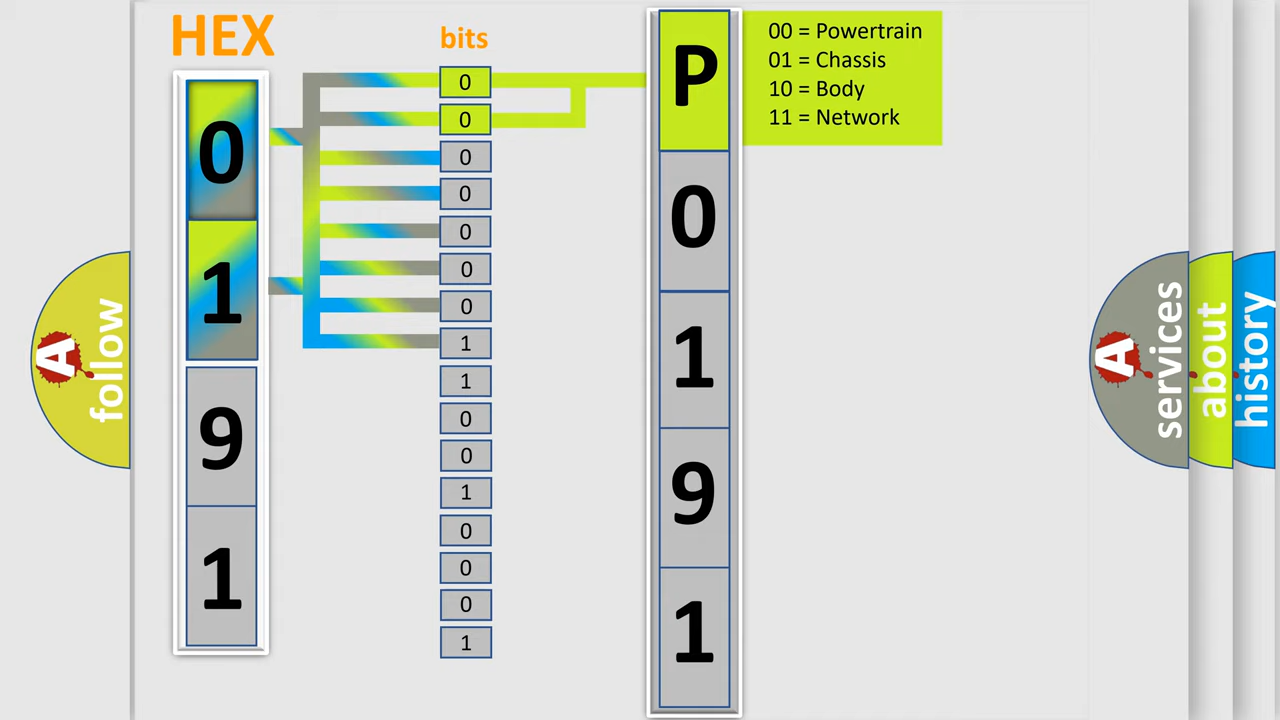 HEX
bits
0
1
9
1
0
0
0
0
0
0
0
1
1
0
0
1
0
0
0
1
P
0
1
9
1
00 = Powertrain
01 = Chassis
10 = Body
11 = Network
A
follow
A
services
about
history